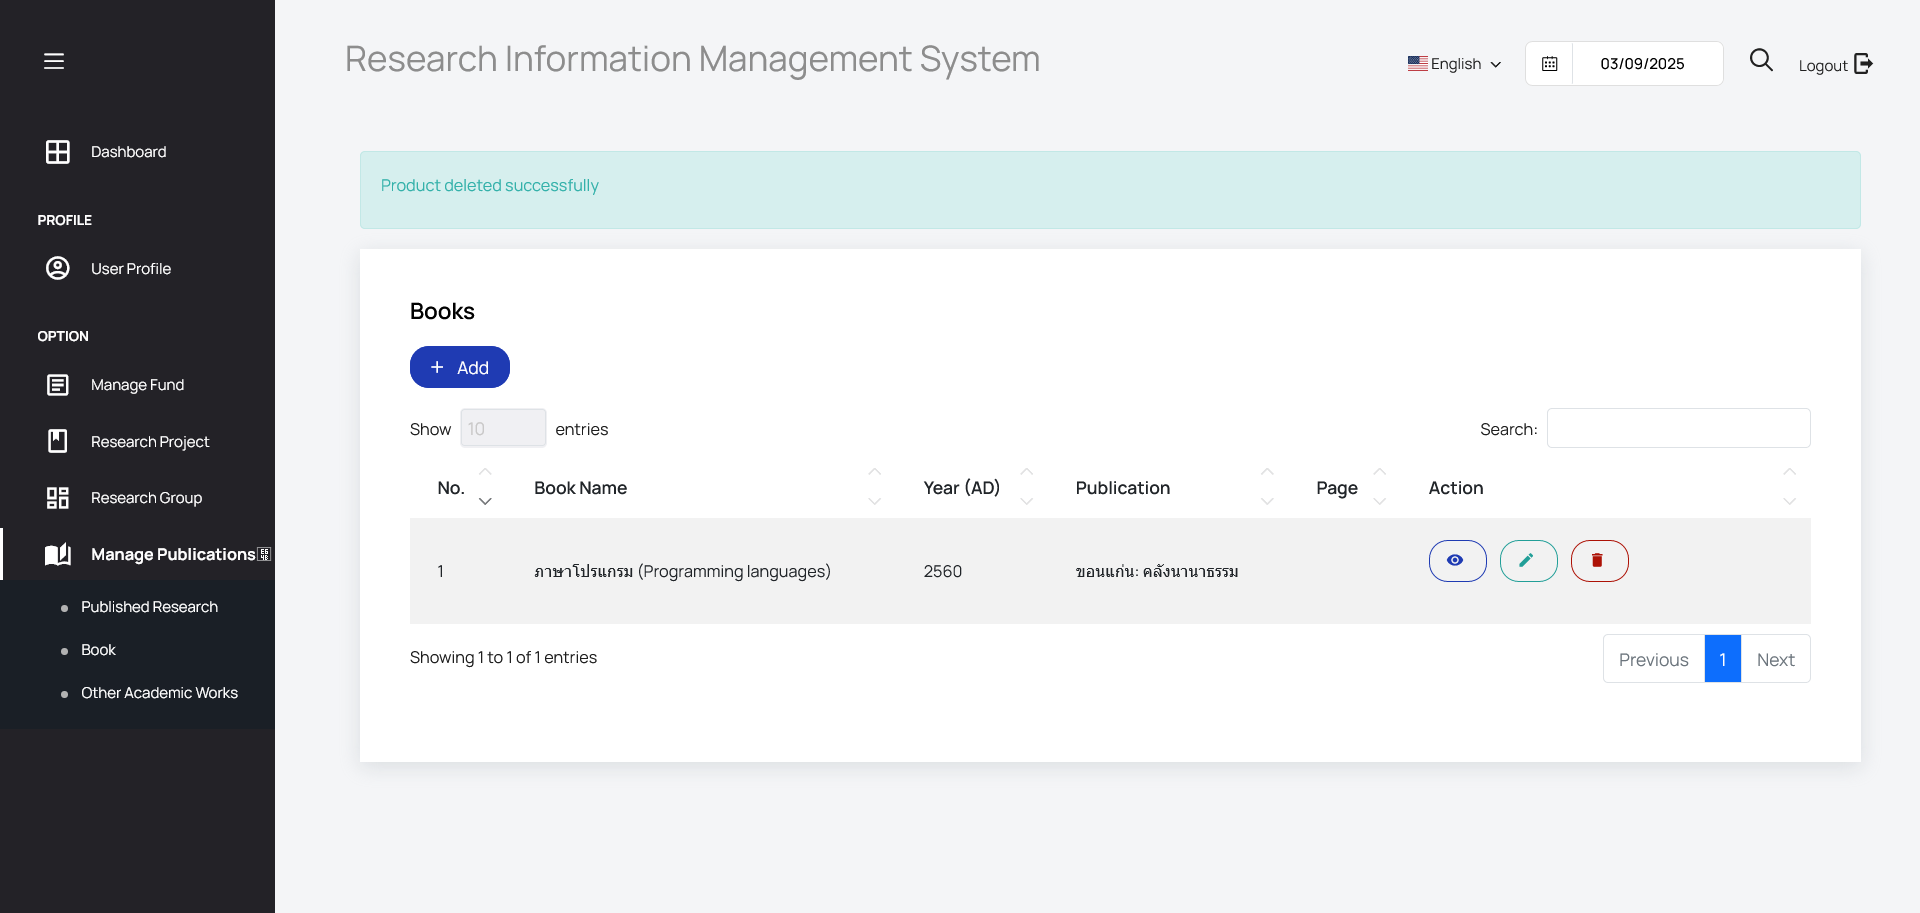 Research Information Management System
English
03/09/2025
Logout
Dashboard
PROFILE
User Profile
OPTION
Manage Fund
Research Project
Research Group
Manage Publications
Published Research
Book
Other Academic Works
Product deleted successfully
Books
+ Add
Show 10 entries
Search:
No. Book Name Year (AD) Publication Page Action
1 ภาษาโปรแกรม (Programming languages) 2560 ขอนแก่น: คลังนานาธรรม
Showing 1 to 1 of 1 entries
Previous 1 Next